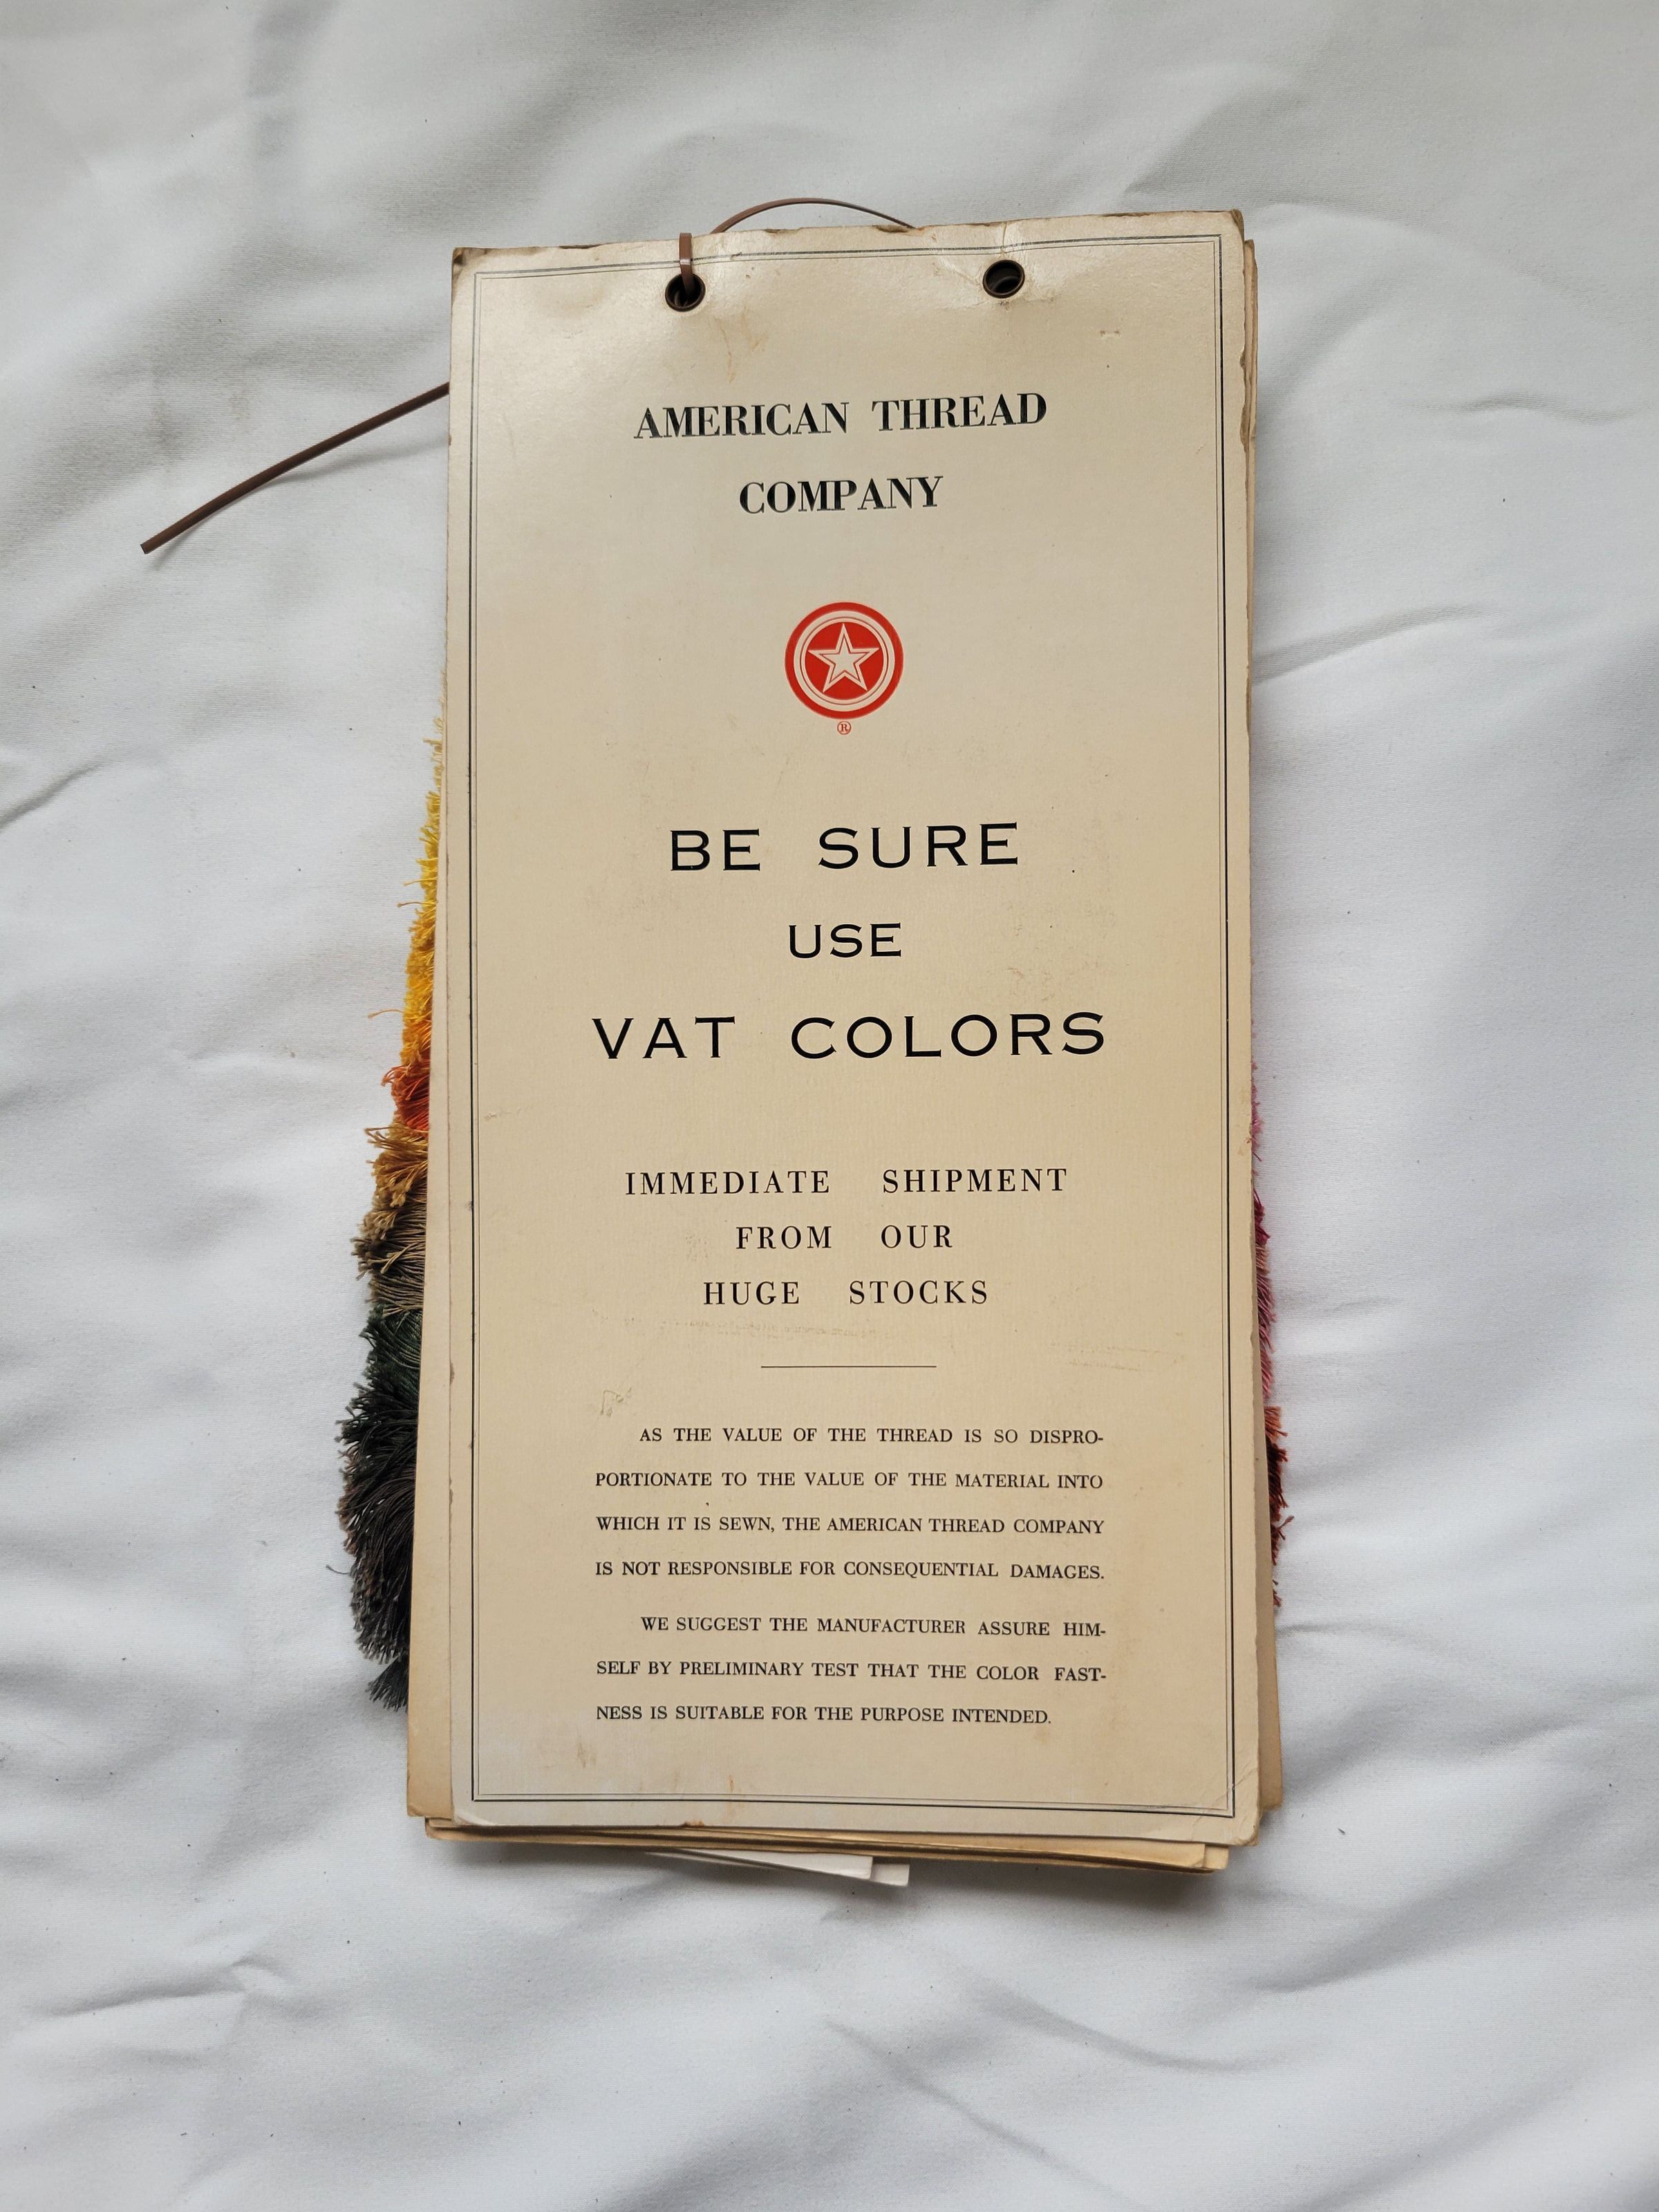 AMERICAN THREAD
COMPANY
®
BE SURE
USE
VAT COLORS
IMMEDIATE SHIPMENT
FROM OUR
HUGE STOCKS
AS THE VALUE OF THE THREAD IS SO DISPRO-
PORTIONATE TO THE VALUE OF THE MATERIAL INTO
WHICH IT IS SEWN, THE AMERICAN THREAD COMPANY
IS NOT RESPONSIBLE FOR CONSEQUENTIAL DAMAGES.
WE SUGGEST THE MANUFACTURER ASSURE HIM-
SELF BY PRELIMINARY TEST THAT THE COLOR FAST-
NESS IS SUITABLE FOR THE PURPOSE INTENDED.